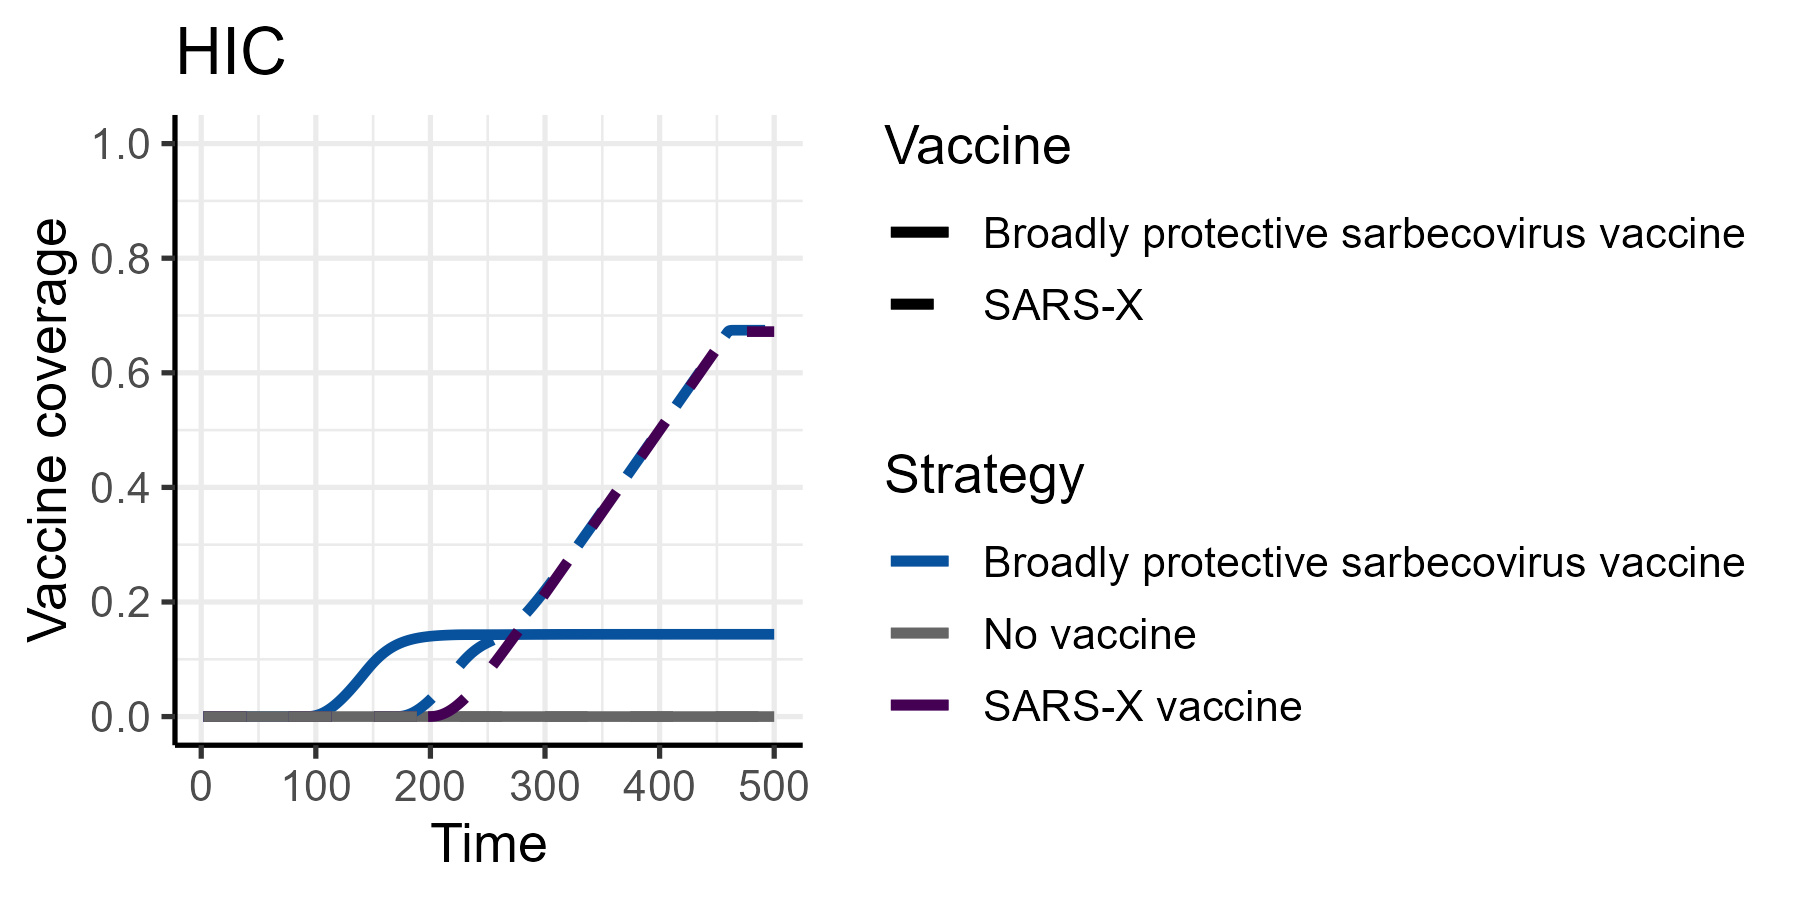 HIC
Vaccine coverage
1.0
0.8
0.6
0.4
0.2
0.0
0 100 200 300 400 500
Time
Vaccine
Broadly protective sarbecovirus vaccine
SARS-X
Strategy
Broadly protective sarbecovirus vaccine
No vaccine
SARS-X vaccine